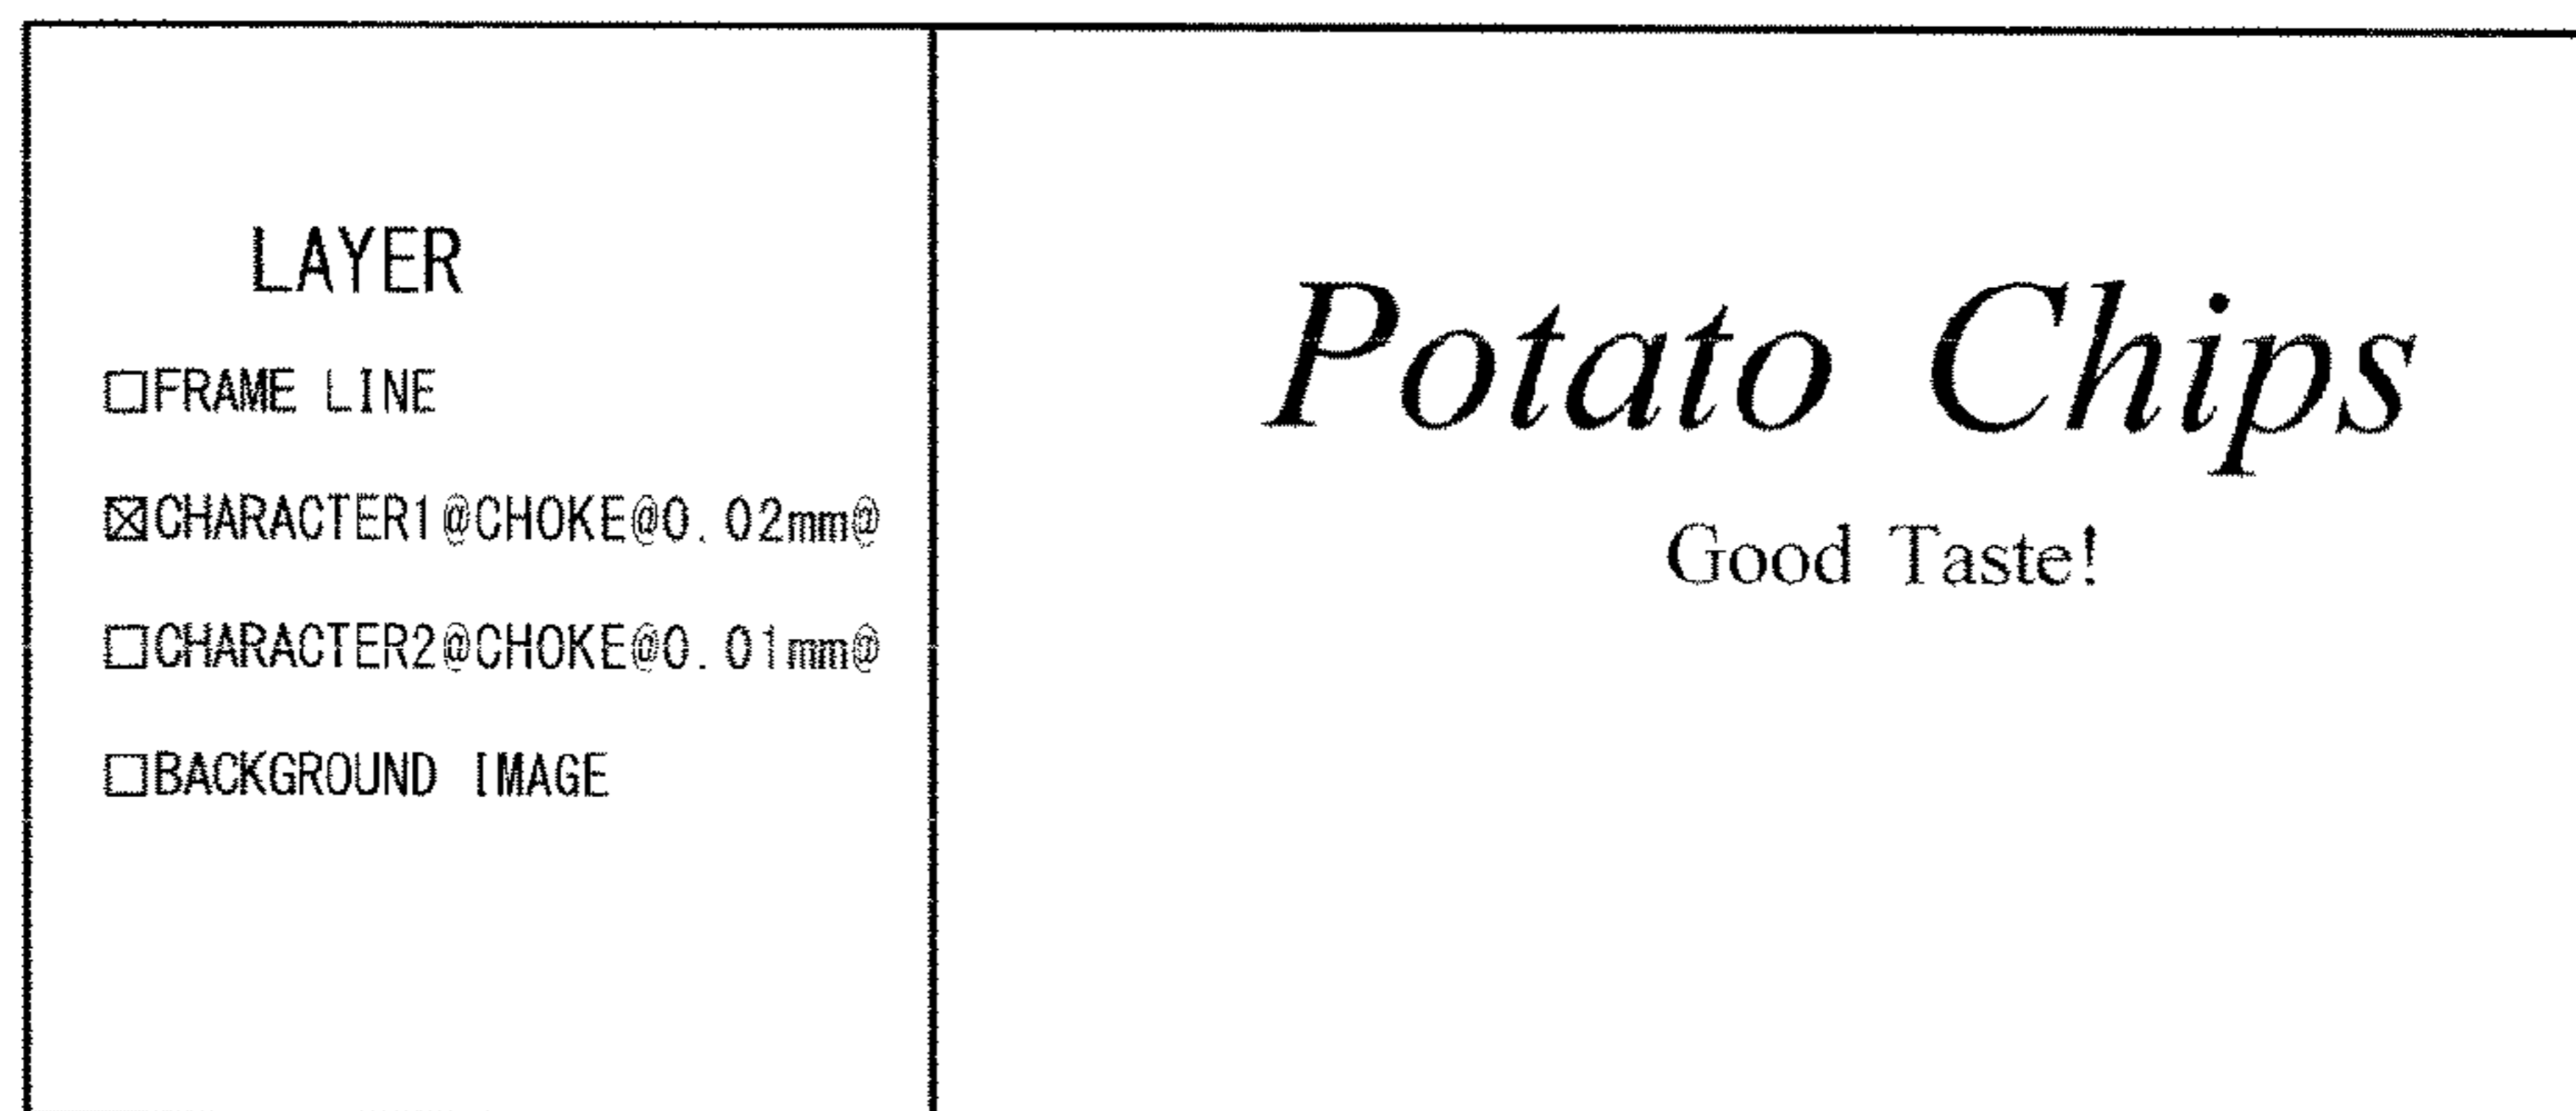 LAYER
☐FRAME LINE
☒CHARACTER1@CHOKE@0.02mm@
☐CHARACTER2@CHOKE@0.01mm@
☐BACKGROUND IMAGE
Potato Chips
Good Taste!